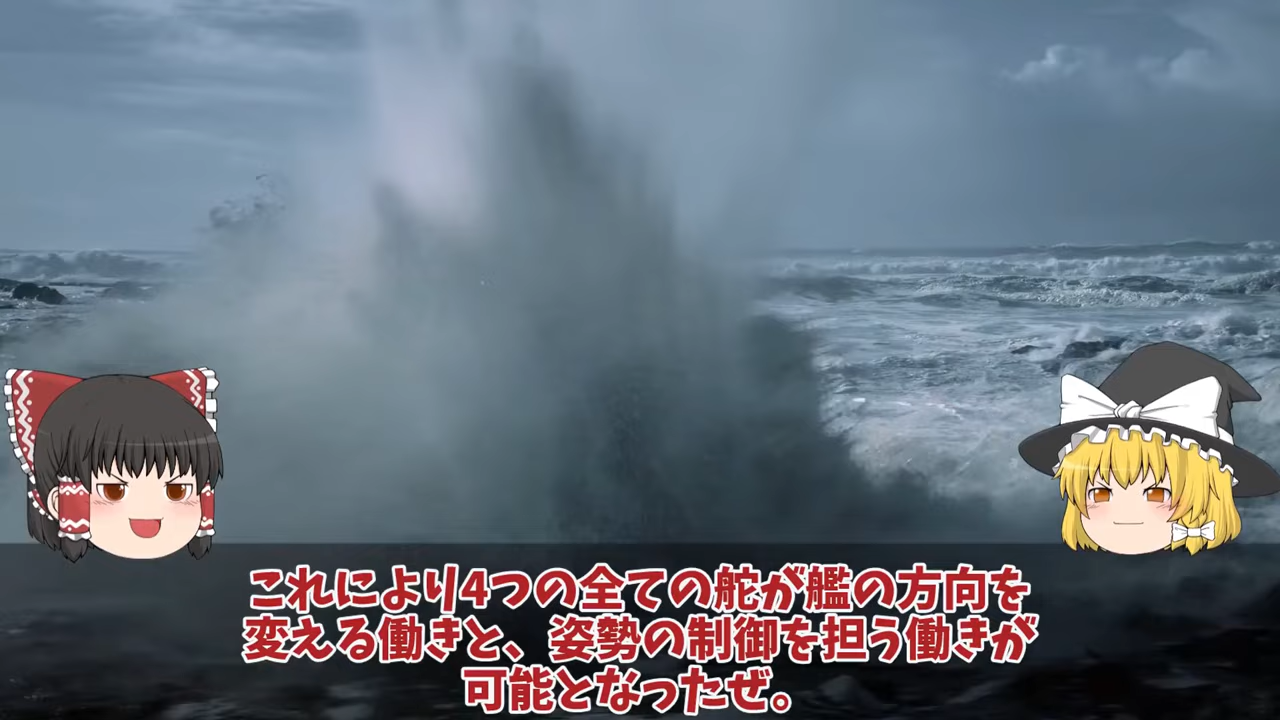 これにより4つの全ての舵が艦の方向を
変える働きと、姿勢の制御を担う働きが
可能となったぜ。